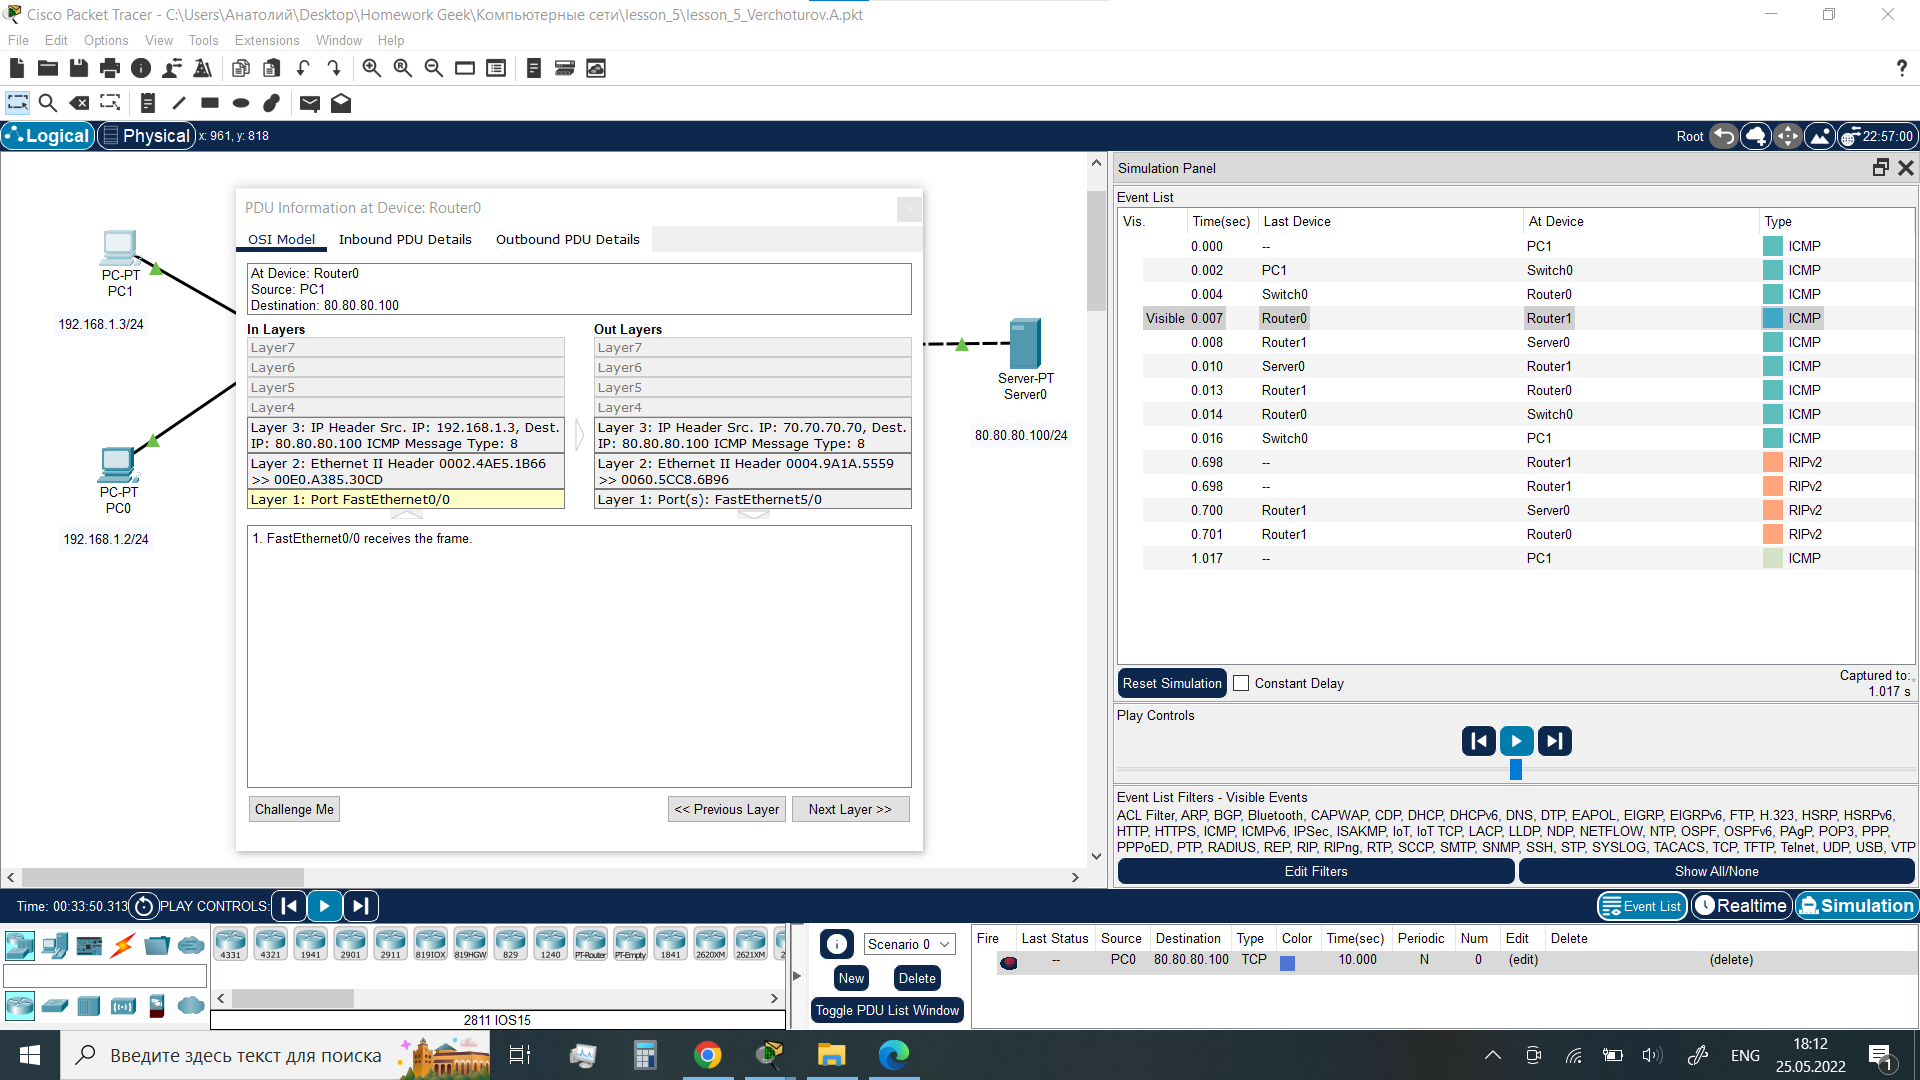 Cisco Packet Tracer - C:\Users\Анатолий\Desktop\Homework Geek\Компьютерные сети\lesson_5\lesson_5_Verchoturov.A.pkt
File Edit Options View Tools Extensions Window Help
Logical Physical x: 961, y: 818
Root 22:57:00
PC-PT
PC1
192.168.1.3/24
PC-PT
PC0
192.168.1.2/24
PDU Information at Device: Router0
OSI Model Inbound PDU Details Outbound PDU Details
At Device: Router0
Source: PC1
Destination: 80.80.80.100
In Layers
Layer7
Layer6
Layer5
Layer4
Layer 3: IP Header Src. IP: 192.168.1.3, Dest.
IP: 80.80.80.100 ICMP Message Type: 8
Layer 2: Ethernet II Header 0002.4AE5.1B66
>> 00E0.A385.30CD
Layer 1: Port FastEthernet0/0
Out Layers
Layer7
Layer6
Layer5
Layer4
Layer 3: IP Header Src. IP: 70.70.70.70, Dest.
IP: 80.80.80.100 ICMP Message Type: 8
Layer 2: Ethernet II Header 0004.9A1A.5559
>> 0060.5CC8.6B96
Layer 1: Port(s): FastEthernet5/0
1. FastEthernet0/0 receives the frame.
Challenge Me << Previous Layer Next Layer >>
Server-PT
Server0
80.80.80.100/24
Simulation Panel
Event List
Vis. Time(sec) Last Device At Device Type
0.000 -- PC1 ICMP
0.002 PC1 Switch0 ICMP
0.004 Switch0 Router0 ICMP
Visible 0.007 Router0 Router1 ICMP
0.008 Router1 Server0 ICMP
0.010 Server0 Router1 ICMP
0.013 Router1 Router0 ICMP
0.014 Router0 Switch0 ICMP
0.016 Switch0 PC1 ICMP
0.698 -- Router1 RIPv2
0.698 -- Router1 RIPv2
0.700 Router1 Server0 RIPv2
0.701 Router1 Router0 RIPv2
1.017 -- PC1 ICMP
Reset Simulation Constant Delay
Captured to:
1.017 s
Play Controls
Event List Filters - Visible Events
ACL Filter, ARP, BGP, Bluetooth, CAPWAP, CDP, DHCP, DHCPv6, DNS, DTP, EAPOL, EIGRP, EIGRPv6, FTP, H.323, HSRP, HSRPv6,
HTTP, HTTPS, ICMP, ICMPv6, IPSec, ISAKMP, IoT, IoT TCP, LACP, LLDP, NDP, NETFLOW, NTP, OSPF, OSPFv6, PAgP, POP3, PPP,
PPPoED, PTP, RADIUS, REP, RIP, RIPng, RTP, SCCP, SMTP, SNMP, SSH, STP, SYSLOG, TACACS, TCP, TFTP, Telnet, UDP, USB, VTP
Edit Filters Show All/None
Time: 00:33:50.313 PLAY CONTROLS:
Event List Realtime Simulation
4331 4321 1941 2901 2911 819IOX 819HGW 829 1240 PT-Router PT-Empty 1841 2620XM 2621XM
2811 IOS15
Scenario 0
New Delete
Toggle PDU List Window
Fire Last Status Source Destination Type Color Time(sec) Periodic Num Edit Delete
-- PC0 80.80.80.100 TCP 10.000 N 0 (edit) (delete)
Введите здесь текст для поиска
ENG
18:12
25.05.2022
1